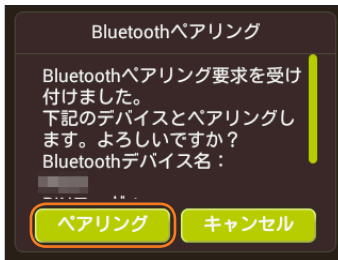 Bluetoothペアリング
Bluetoothペアリング要求を受け
付けました。
下記のデバイスとペアリングし
ます。よろしいですか？
Bluetoothデバイス名：
ペアリング
キャンセル